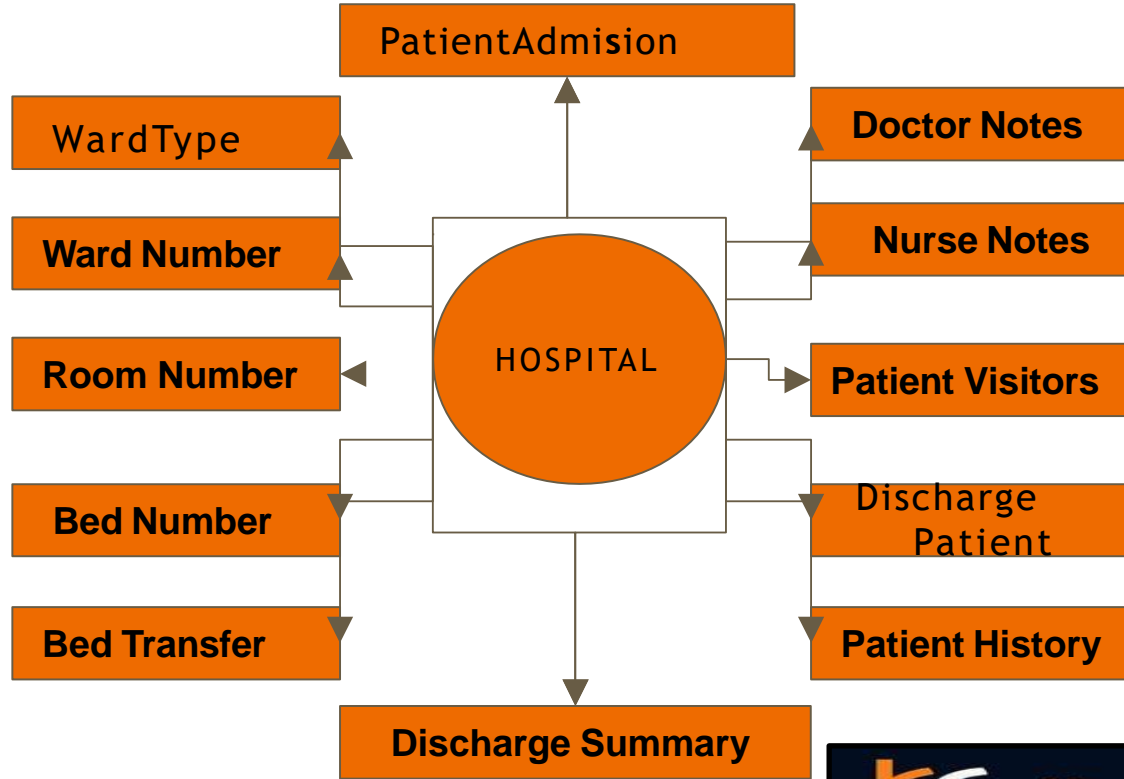 PatientAdmision
WardType
Doctor Notes
Ward Number
Nurse Notes
Room Number
HOSPITAL
Patient Visitors
Bed Number
Discharge
Patient
Bed Transfer
Patient History
Discharge Summary